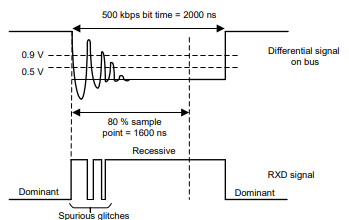 500 kbps bit time = 2000 ns
Differential signal
on bus
0.9 V
0.5 V
80 % sample
point = 1600 ns
Recessive
RXD signal
Dominant
Dominant
Spurious glitches